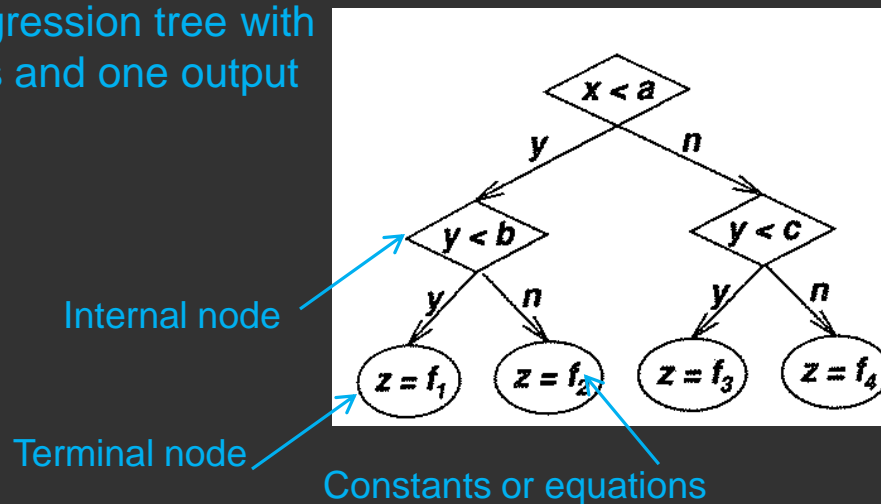 gression tree with
s and one output
x < a
y n
y < b y < c
y n y n
Internal node
z = f₁ z = f₂ z = f₃ z = f₄
Terminal node
Constants or equations